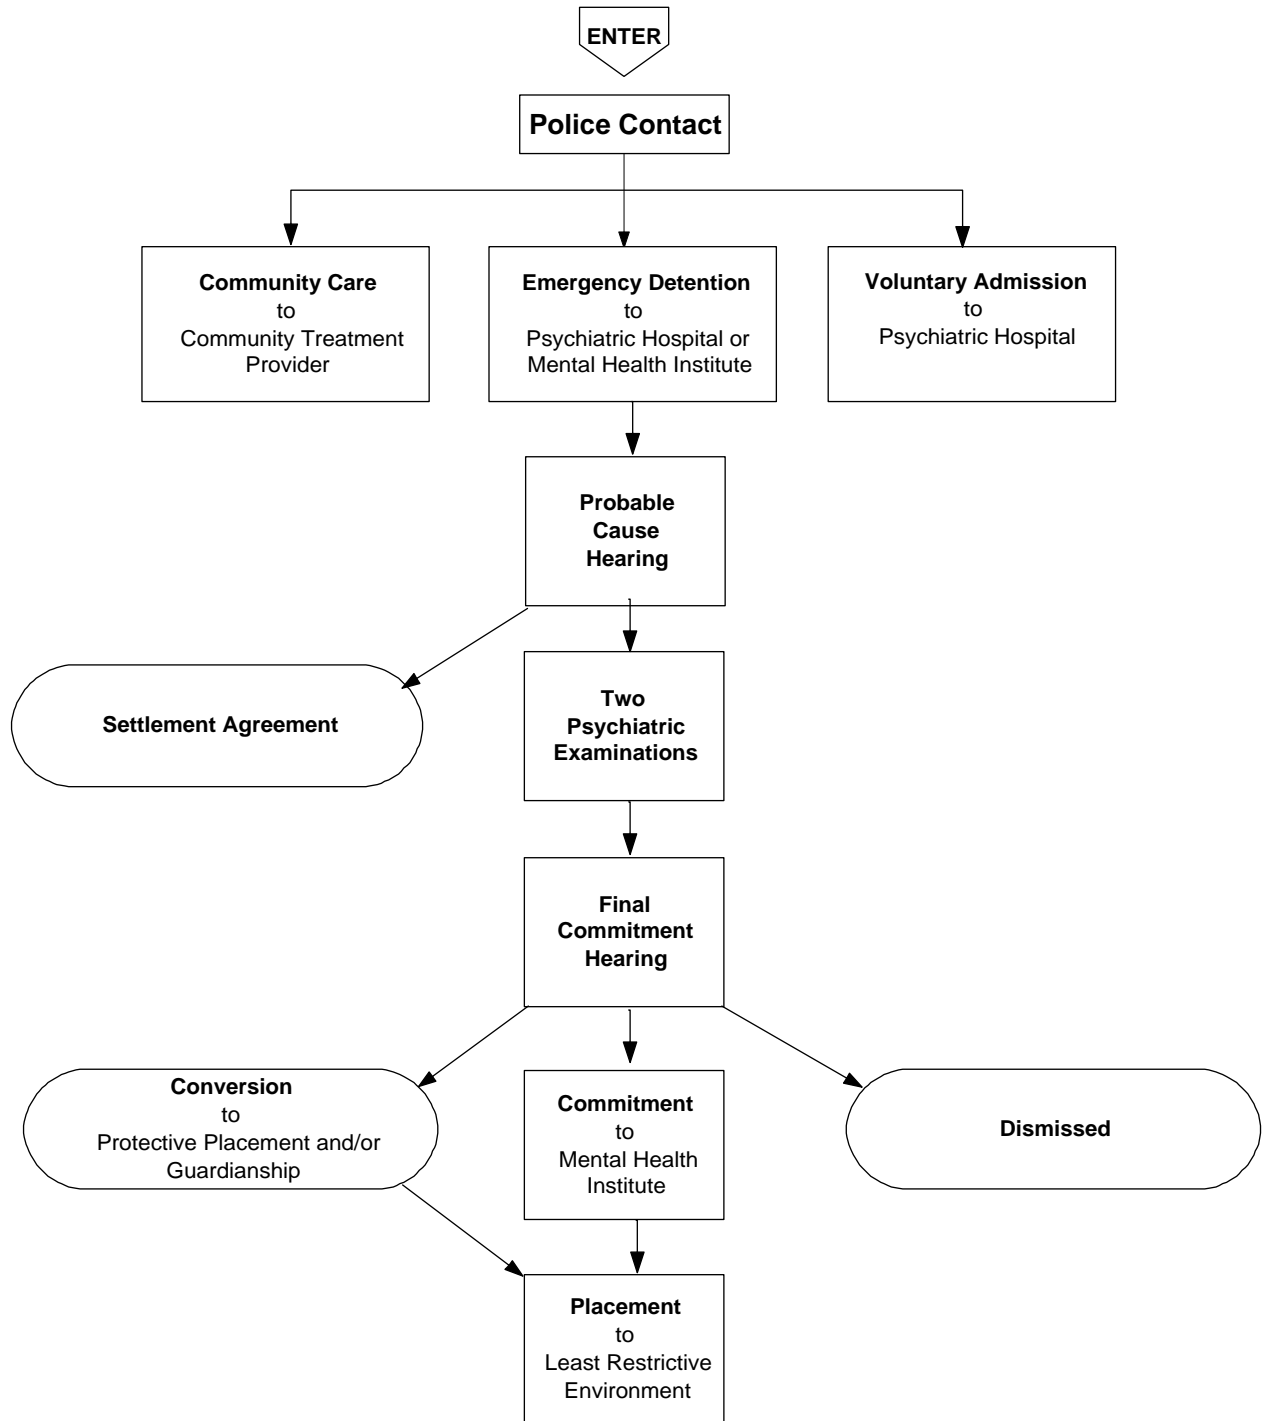 ENTER
Police Contact
Community Care
to
Community Treatment
Provider
Emergency Detention
to
Psychiatric Hospital or
Mental Health Institute
Voluntary Admission
to
Psychiatric Hospital
Probable
Cause
Hearing
Settlement Agreement
Two
Psychiatric
Examinations
Final
Commitment
Hearing
Conversion
to
Protective Placement and/or
Guardianship
Commitment
to
Mental Health
Institute
Dismissed
Placement
to
Least Restrictive
Environment